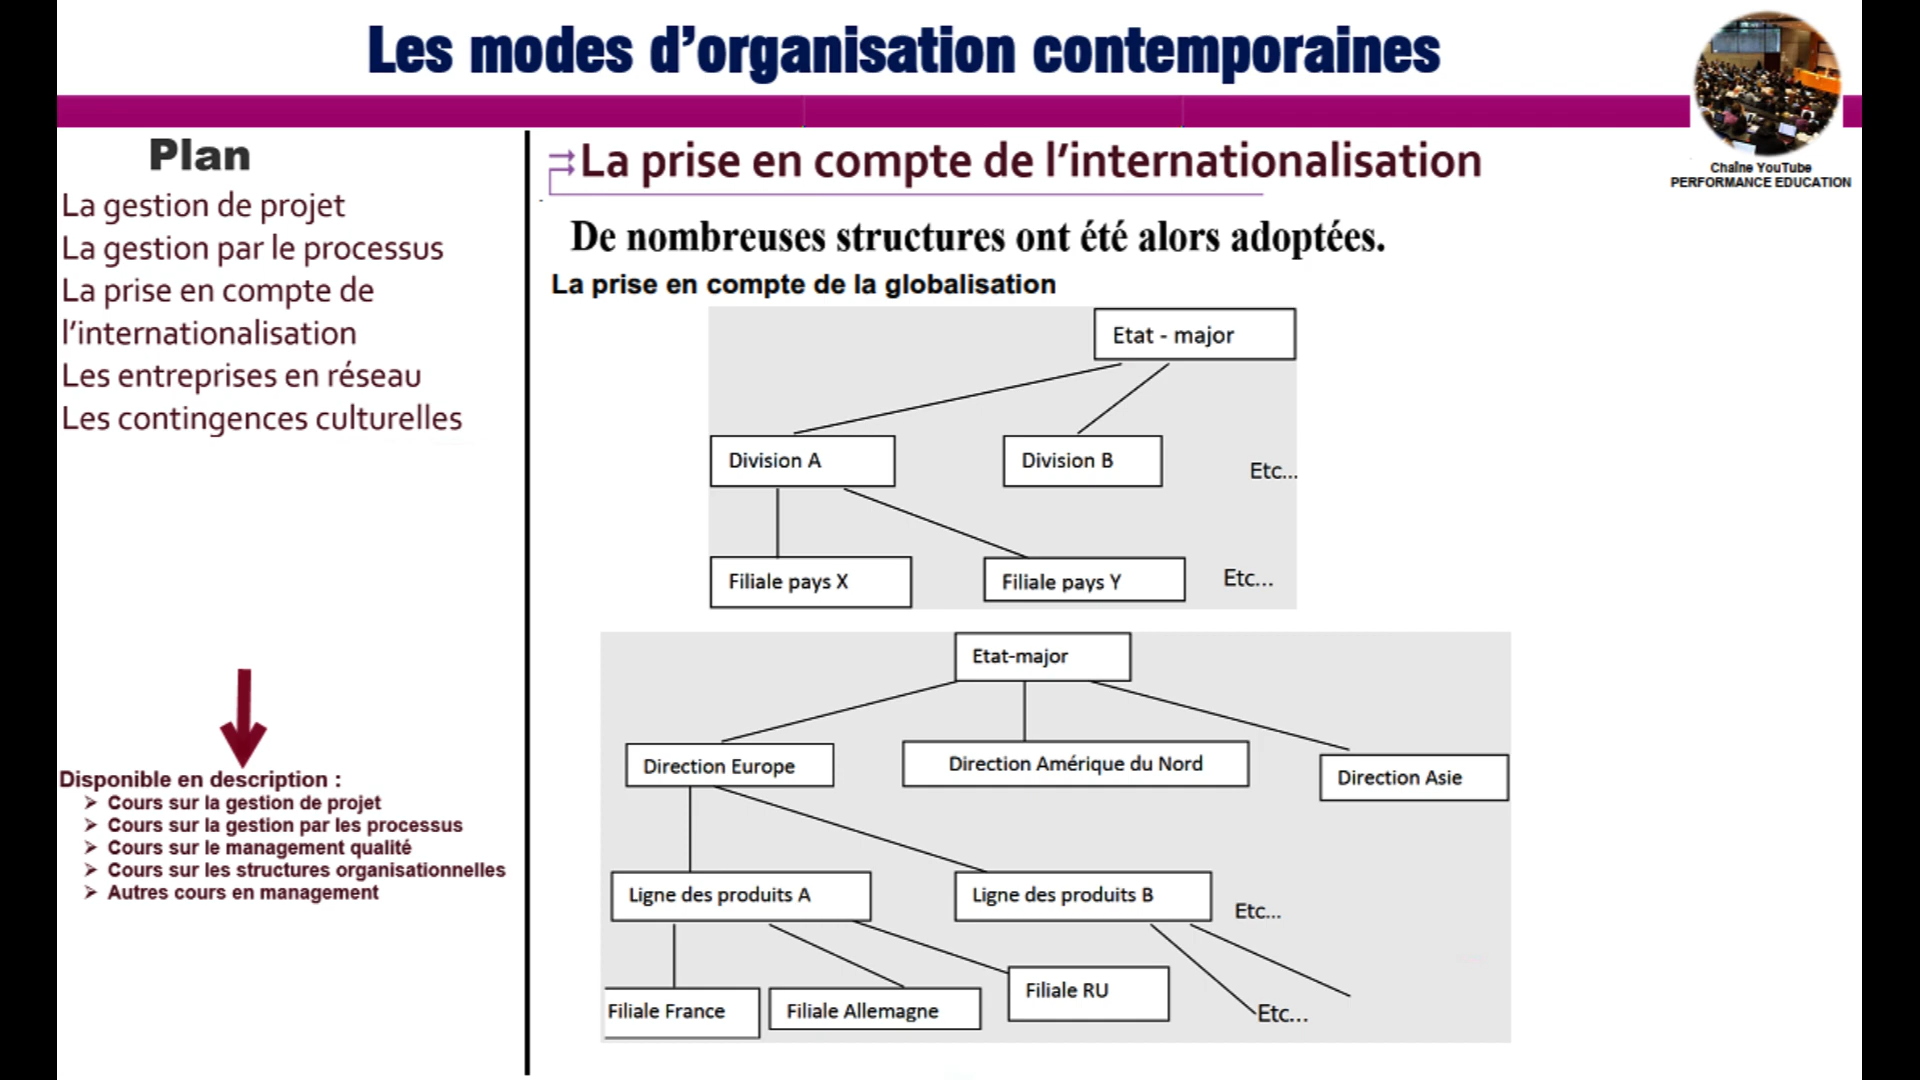 Les modes d'organisation contemporaines
Chaîne YouTube
PERFORMANCE EDUCATION
Plan
La gestion de projet
La gestion par le processus
La prise en compte de
l'internationalisation
Les entreprises en réseau
Les contingences culturelles
Disponible en description :
Cours sur la gestion de projet
Cours sur la gestion par les processus
Cours sur le management qualité
Cours sur les structures organisationnelles
Autres cours en management
La prise en compte de l'internationalisation
De nombreuses structures ont été alors adoptées.
La prise en compte de la globalisation
Etat - major
Division A
Division B
Etc...
Filiale pays X
Filiale pays Y
Etc...
Etat-major
Direction Europe
Direction Amérique du Nord
Direction Asie
Ligne des produits A
Ligne des produits B
Etc...
Filiale France
Filiale Allemagne
Filiale RU
Etc...